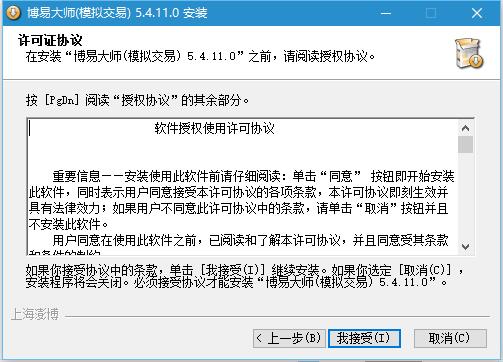 博易大师(模拟交易) 5.4.11.0 安装
许可证协议
在安装“博易大师(模拟交易) 5.4.11.0”之前，请阅读授权协议。
按 [PgDn] 阅读“授权协议”的其余部分。
软件授权使用许可协议
重要信息——安装使用此软件前请仔细阅读：单击“同意” 按钮即开始安装
此软件，同时表示用户同意接受本许可协议的各项条款，本许可协议即刻生效并
具有法律效力；如果用户不同意此许可协议中的条款，请单击“取消”按钮并且
不安装此软件。
用户同意在使用此软件之前，已阅读和了解本许可协议，并且同意受其条款
和条件的制约
如果你接受协议中的条款，单击 [我接受(I)] 继续安装。如果你选定 [取消(C)] ，
安装程序将会关闭。必须接受协议才能安装“博易大师(模拟交易) 5.4.11.0”。
上海澎博
< 上一步(B)
我接受(I)
取消(C)